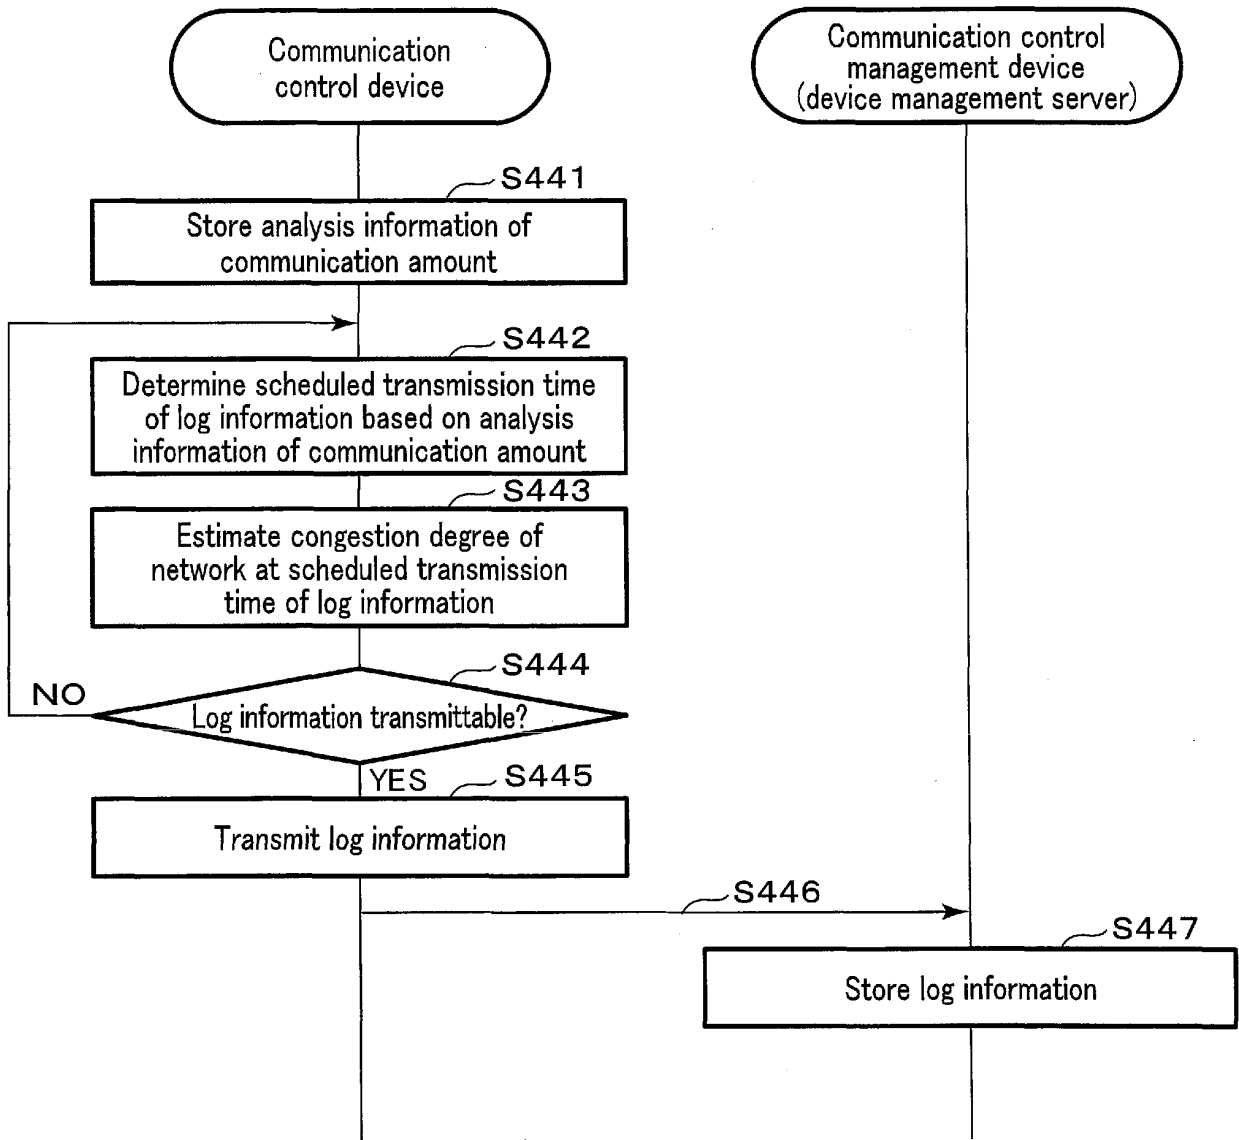 Communication
control device
Communication control
management device
(device management server)
S441
Store analysis information of
communication amount
S442
Determine scheduled transmission time
of log information based on analysis
information of communication amount
S443
Estimate congestion degree of
network at scheduled transmission
time of log information
S444
NO
Log information transmittable?
YES
S445
Transmit log information
S446
S447
Store log information